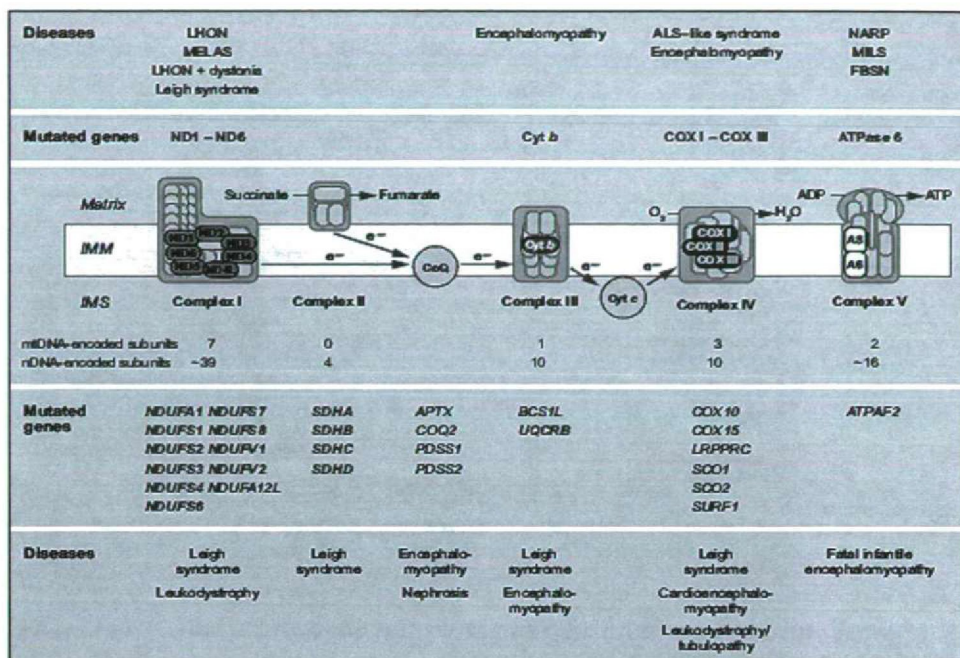 Diseases LHON Encephalomyopathy ALS-like syndrome NARP
MELAS Encephalomyopathy MILS
LHON + dystonia FBSN
Leigh syndrome
Mutated genes ND1 – ND6 Cyt b COX I – COX III ATPase 6
Matrix Succinate Fumarate O2 H2O ADP ATP
IMM ND1 ND2 ND3 ND4 ND5 ND6 e– e– CoQ e– Cyt b e– Cyt c e– COX I COX II COX III A8 A6
IMS Complex I Complex II Complex III Complex IV Complex V
mtDNA-encoded subunits 7 0 1 3 2
nDNA-encoded subunits ~39 4 10 10 ~16
Mutated genes NDUFA1 NDUFS7 SDHA APTX BCS1L COX10 ATPAF2
NDUFS1 NDUFS8 SDHB COQ2 UQCRB COX15
NDUFS2 NDUFV1 SDHC PDSS1 LRPPRC
NDUFS3 NDUFV2 SDHD PDSS2 SCO1
NDUFS4 NDUFA12L SCO2
NDUFS6 SURF1
Diseases Leigh syndrome Leigh syndrome Encephalo-myopathy Leigh syndrome Leigh syndrome Fatal infantile encephalomyopathy
Leukodystrophy Nephrosis Encephalo-myopathy Cardioencephalo-myopathy
Leukodystrophy/tubulopathy